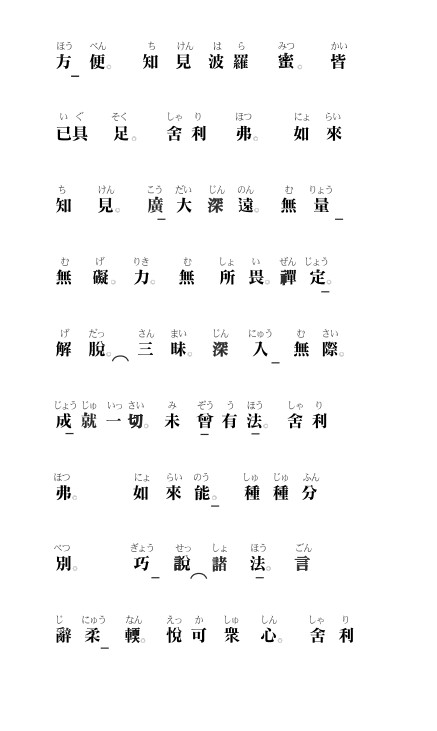 ほう べん ち けん は ら みつ かい
方便。知見波羅蜜。皆
い ぐ そく しゃ り ほつ にょ らい
已具足。舍利弗。如來
ち けん こう だい じん のん む りょう
知見。廣大深遠。無量
む げ りき む しょ い ぜん じょう
無礙。力。無所畏。禪定。
げ だっ さん まい じん にゅう む さい
解脫。三昧。深入無際。
じょう じゅ いっ さい み ぞう う ほう しゃ り
成就一切。未曾有法。舍利
ほつ にょ らい のう しゅ じゅ ふん
弗。如來能。種種分
べつ ぎょう せっ しょ ほう ごん
別。巧說諸法。言
じ にゅう なん えっ か しゅ しん しゃ り
辭柔輭。悅可衆心。舍利